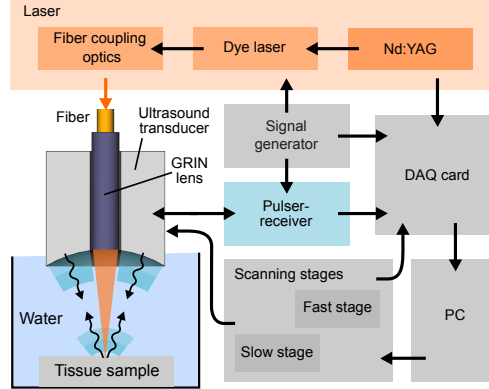 Laser
Fiber coupling
optics
Dye laser
Nd:YAG
Fiber
Ultrasound
transducer
GRIN
lens
Signal
generator
DAQ card
Pulser-
receiver
Scanning stages
Fast stage
Slow stage
PC
Water
Tissue sample